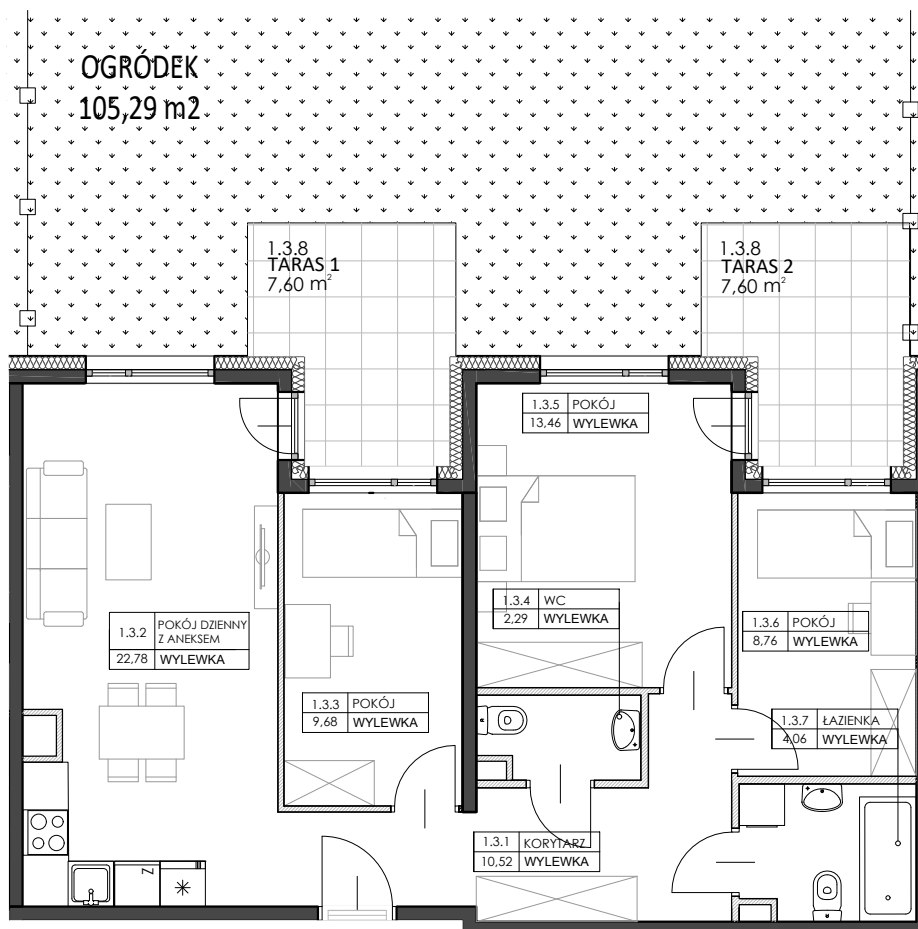 OGRÓDEK
105,29 m2
1.3.8
TARAS 1
7,60 m²
1.3.8
TARAS 2
7,60 m²
1.3.5 POKÓJ
13,46 WYLEWKA
1.3.4 WC
2,29 WYLEWKA
1.3.2 POKÓJ DZIENNY
Z ANEKSEM
22,78 WYLEWKA
1.3.6 POKÓJ
8,76 WYLEWKA
1.3.3 POKÓJ
9,68 WYLEWKA
1.3.7 ŁAZIENKA
4,06 WYLEWKA
1.3.1 KORYTARZ
10,52 WYLEWKA
Z